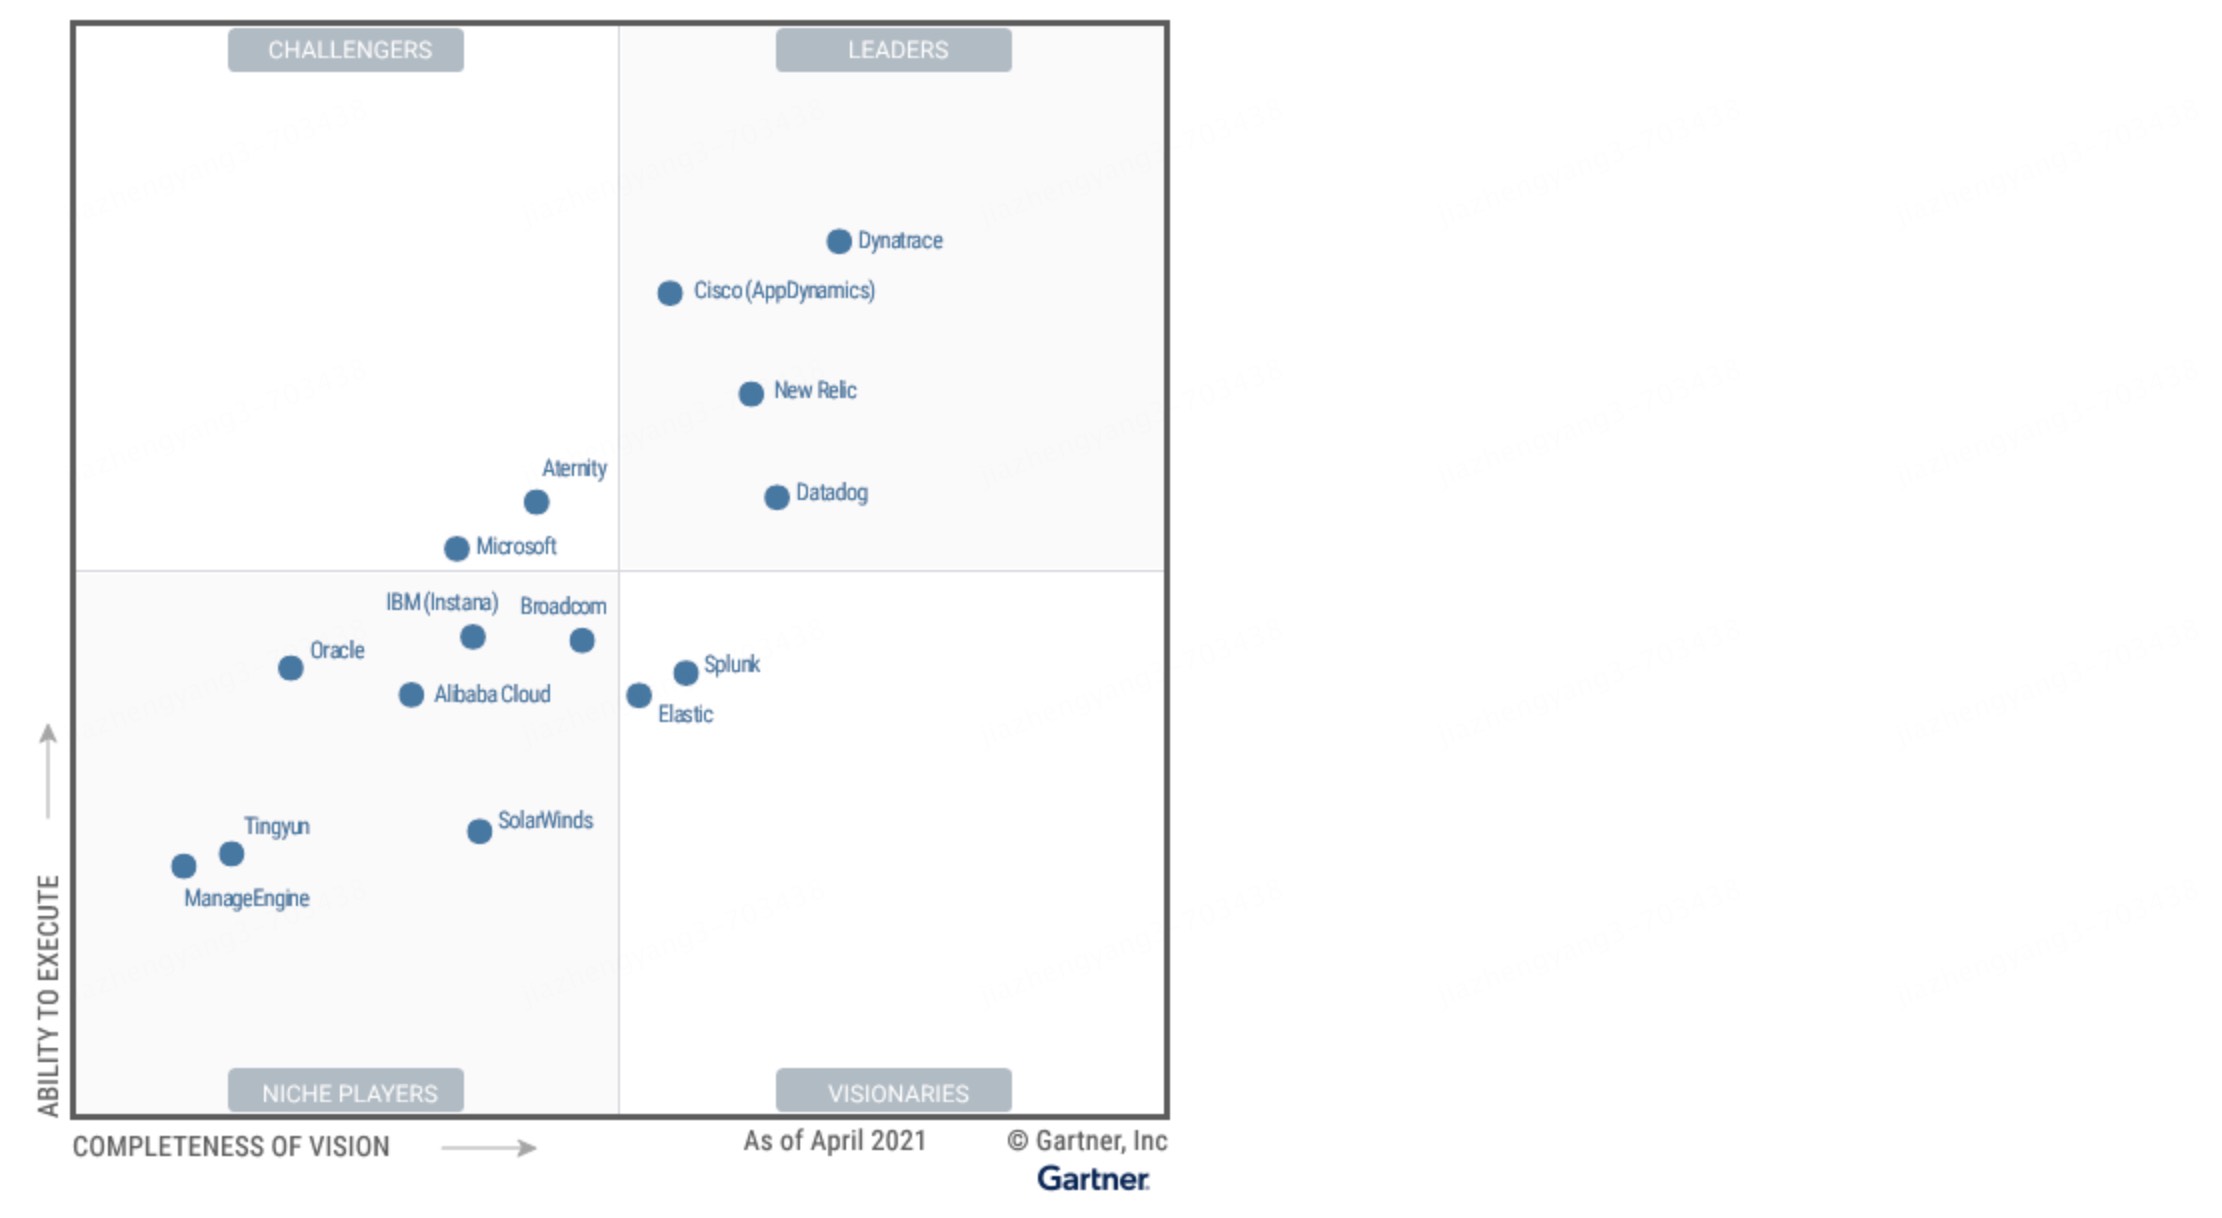 CHALLENGERS
LEADERS
Dynatrace
Cisco (AppDynamics)
New Relic
Aternity
Datadog
Microsoft
IBM (Instana)
Broadcom
Oracle
Splunk
Alibaba Cloud
Elastic
SolarWinds
Tingyun
ManageEngine
ABILITY TO EXECUTE
NICHE PLAYERS
VISIONARIES
COMPLETENESS OF VISION
As of April 2021
© Gartner, Inc
Gartner